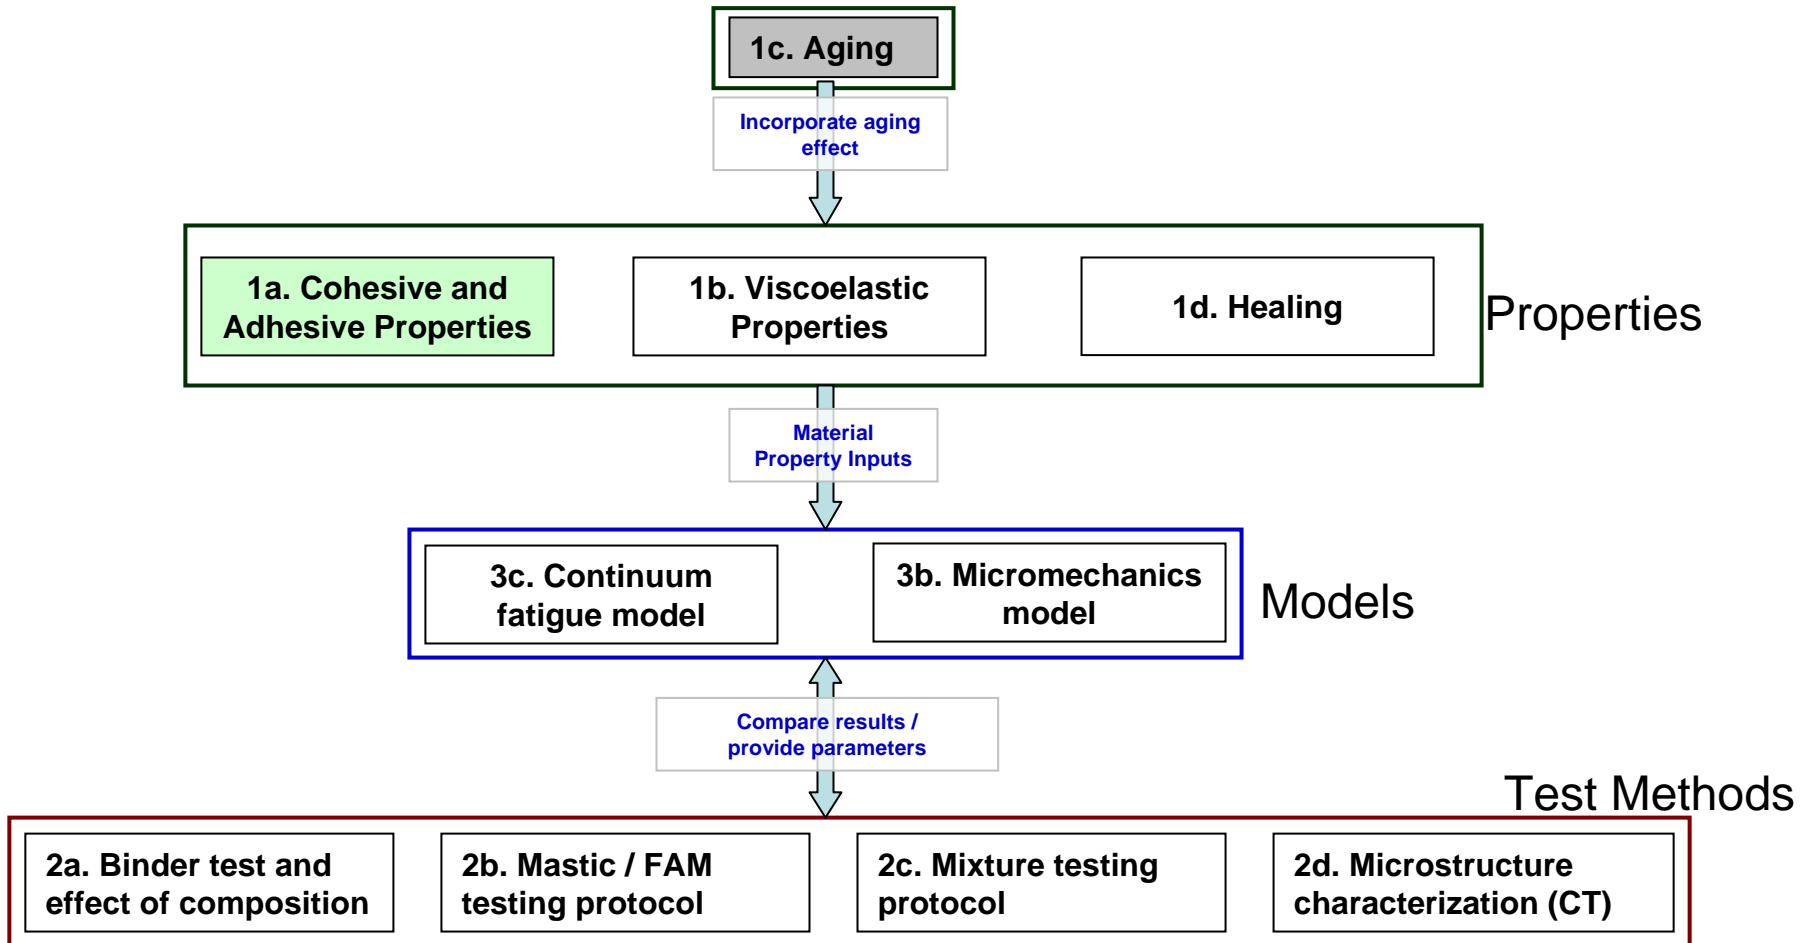 1c. Aging
Incorporate aging
effect
1a. Cohesive and
Adhesive Properties
1b. Viscoelastic
Properties
1d. Healing
Properties
Material
Property Inputs
3c. Continuum
fatigue model
3b. Micromechanics
model
Models
Compare results /
provide parameters
Test Methods
2a. Binder test and
effect of composition
2b. Mastic / FAM
testing protocol
2c. Mixture testing
protocol
2d. Microstructure
characterization (CT)